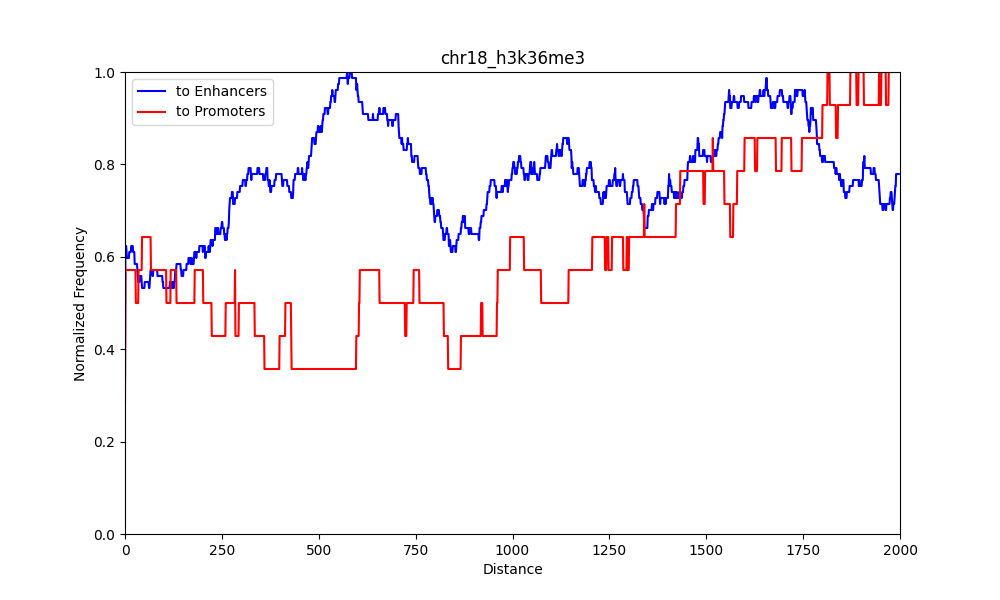 chr18_h3k36me3
to Enhancers
to Promoters
Normalized Frequency
1.0
0.8
0.6
0.4
0.2
0.0
0 250 500 750 1000 1250 1500 1750 2000
Distance